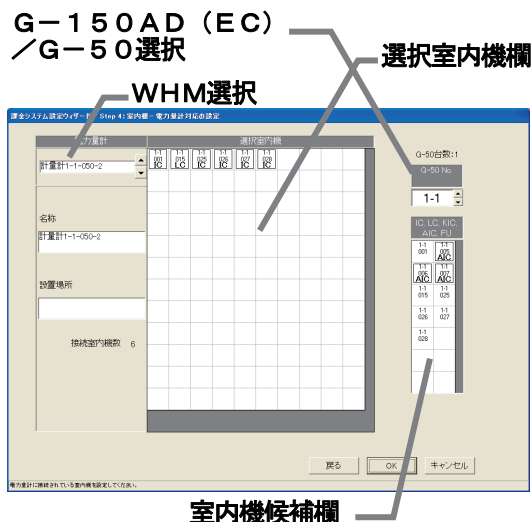 G－150AD（EC）
／G－50選択
選択室内機欄
WHM選択
課金システム設定ウィザード Step 4: 室内機－電力量計対応の設定
電力量計
選択室内機
計量計1-1-050-2
1-1 1-1 1-1 1-1 1-1 1-1
001 015 025 026 027 028
IC LC IC IC IC IC
G-50台数:1
G-50 No.
1-1
名称
計量計1-1-050-2
IC, LC, KIC,
AIC, FU
1-1 1-1
001 005
AIC
1-1 1-1
006 007
AIC AIC
1-1 1-1
015 025
1-1 1-1
026 027
1-1
028
設置場所
接続室内機数 6
戻る OK キャンセル
電力量計に接続されている室内機を設定してください。
室内機候補欄